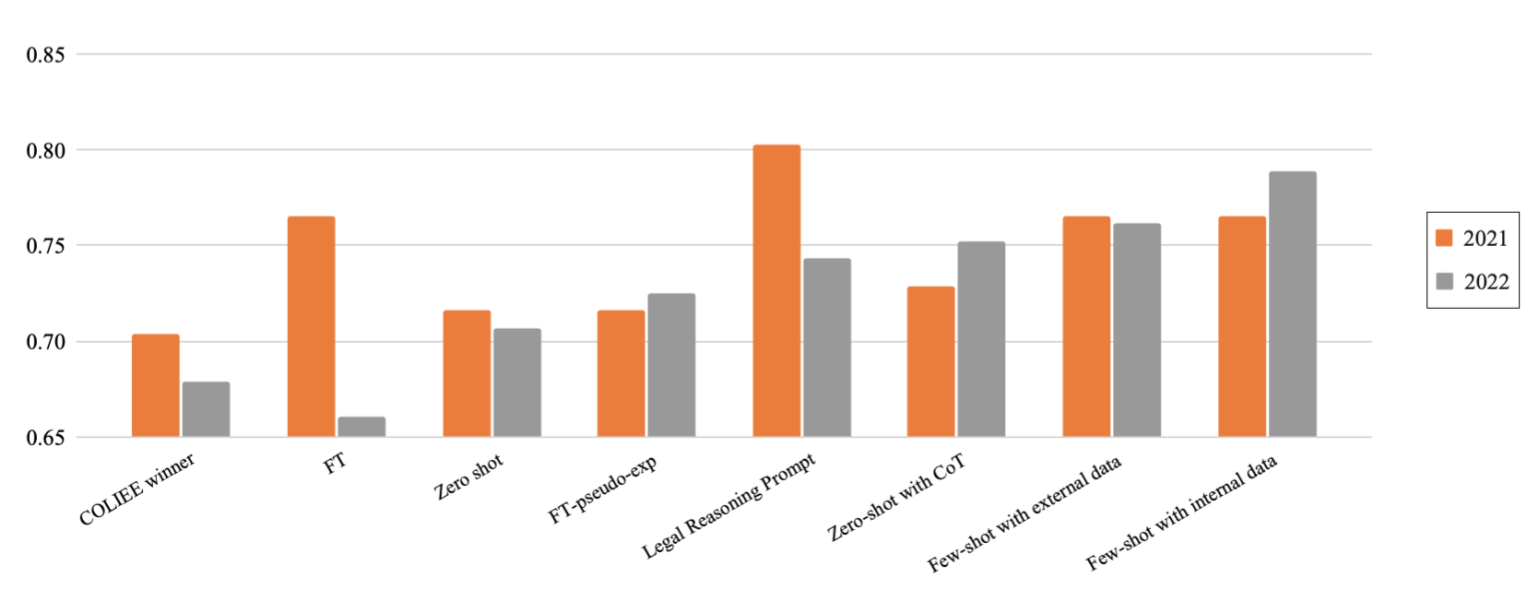 0.85
0.80
0.75
0.70
0.65
COLIEE winner
FT
Zero shot
FT-pseudo-exp
Legal Reasoning Prompt
Zero-shot with CoT
Few-shot with external data
Few-shot with internal data
2021
2022